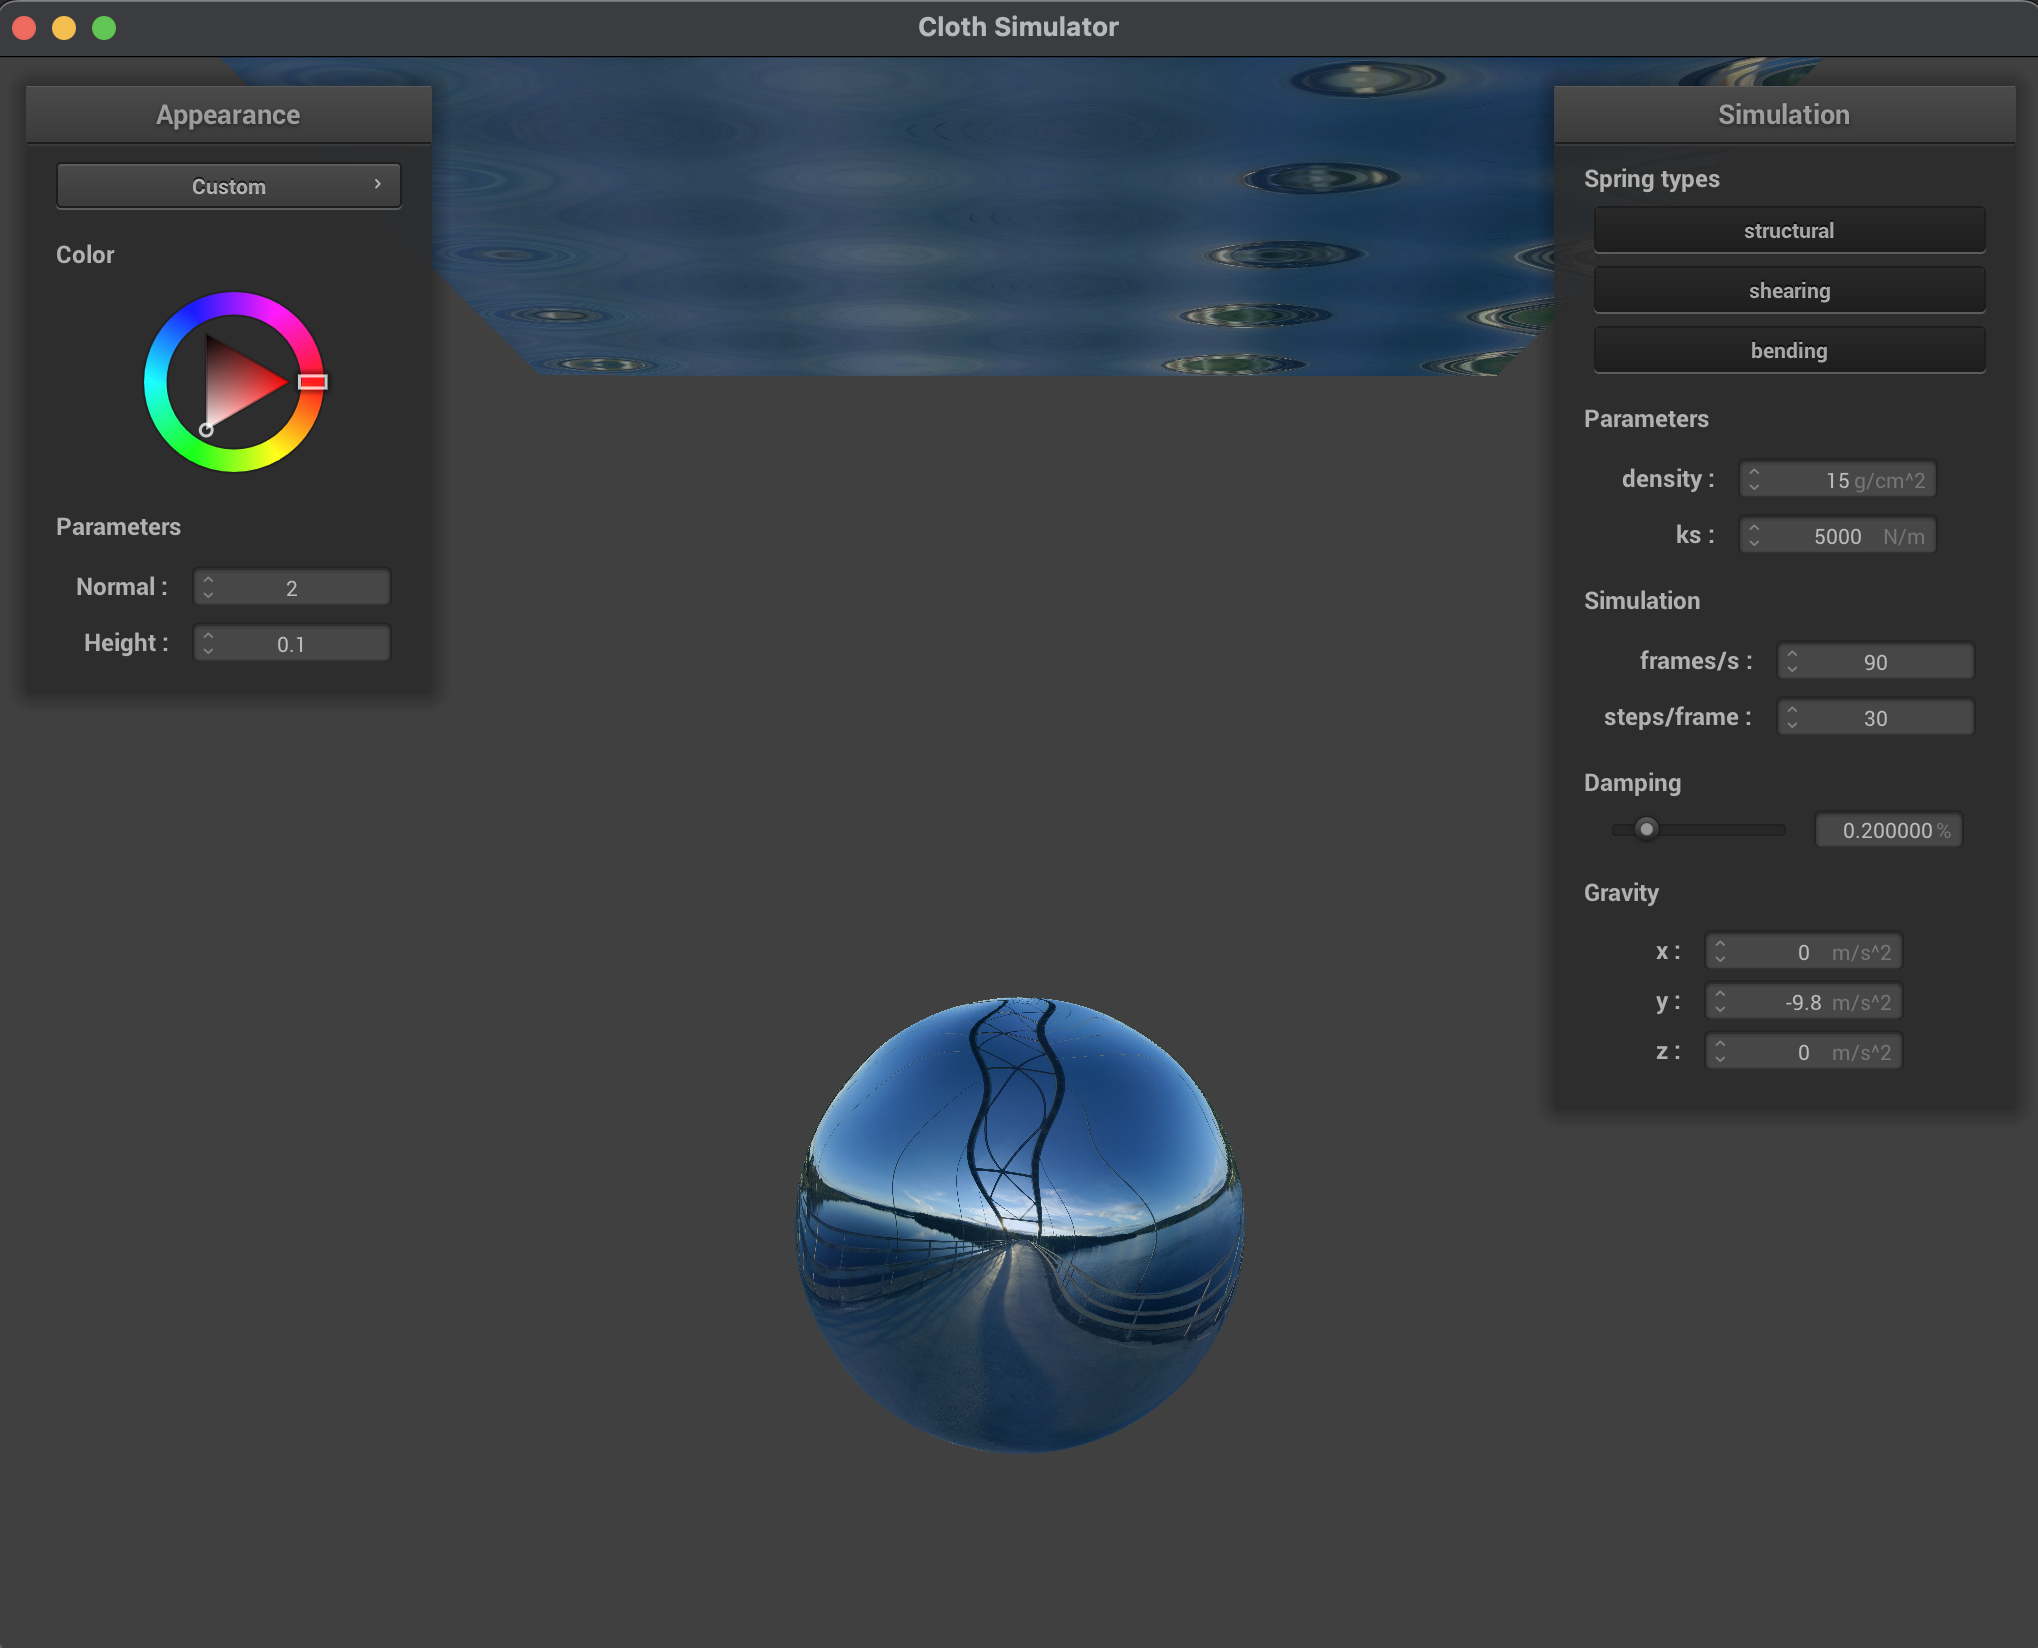 Cloth Simulator
Appearance
Custom
Color
Parameters
Normal : 2
Height : 0.1
Simulation
Spring types
structural
shearing
bending
Parameters
density : 15 g/cm^2
ks : 5000 N/m
Simulation
frames/s : 90
steps/frame : 30
Damping
0.200000 %
Gravity
x : 0 m/s^2
y : -9.8 m/s^2
z : 0 m/s^2